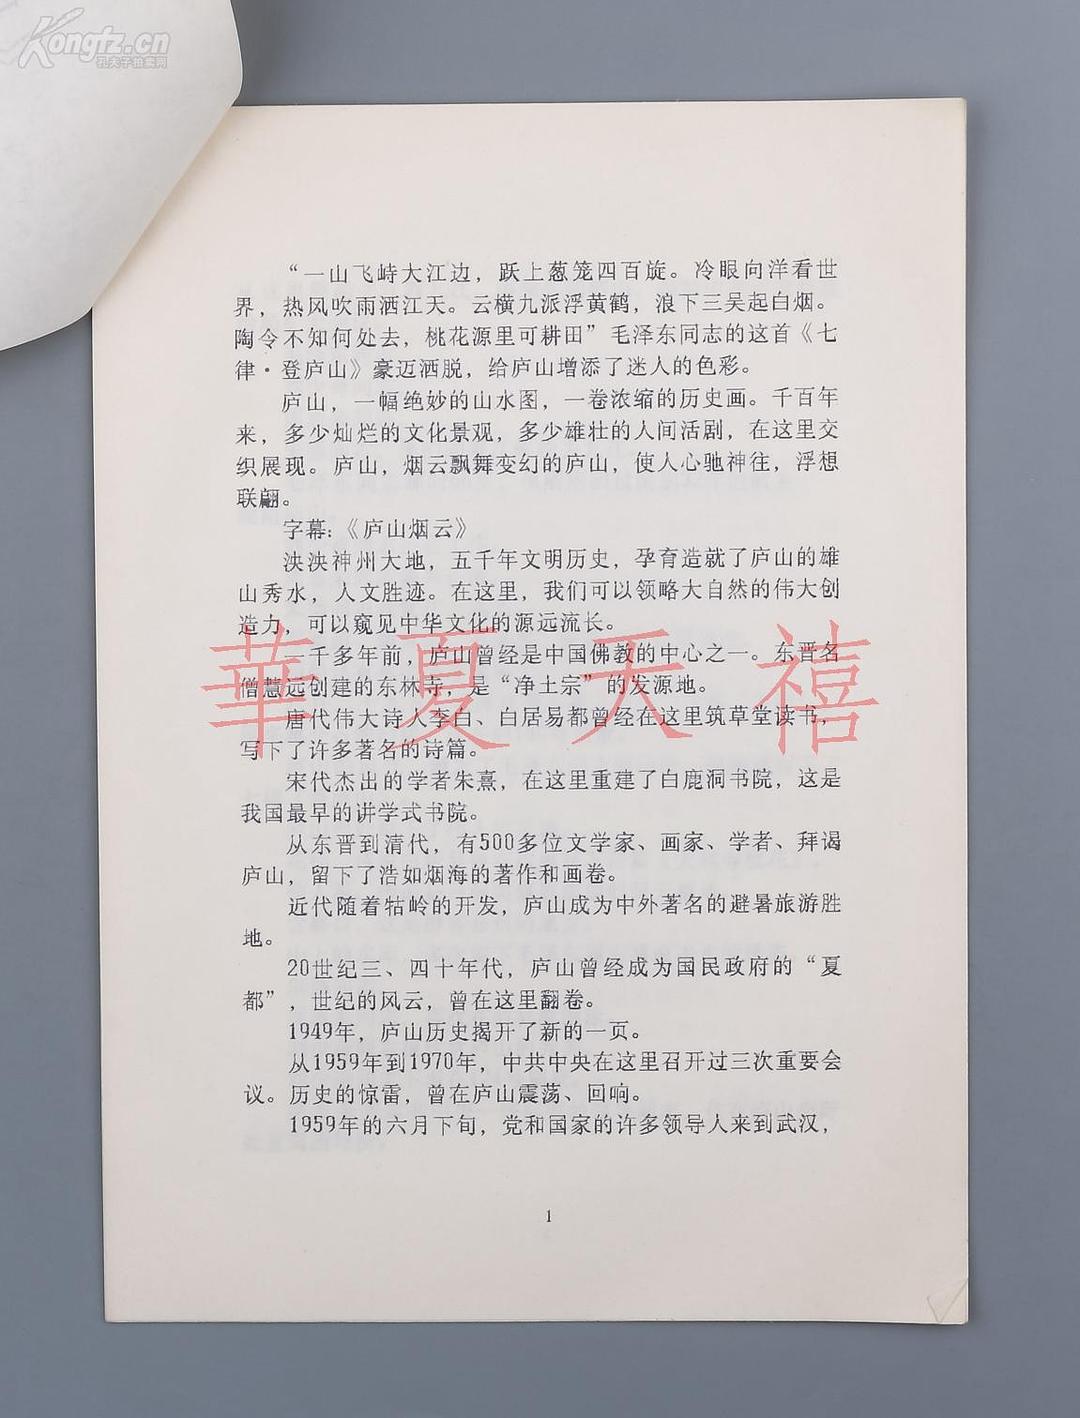 Kongfz.cn
孔夫子拍卖网
“一山飞峙大江边，跃上葱笼四百旋。冷眼向洋看世
界，热风吹雨洒江天。云横九派浮黄鹤，浪下三吴起白烟。
陶令不知何处去，桃花源里可耕田”毛泽东同志的这首《七
律·登庐山》豪迈洒脱，给庐山增添了迷人的色彩。
庐山，一幅绝妙的山水图，一卷浓缩的历史画。千百年
来，多少灿烂的文化景观，多少雄壮的人间活剧，在这里交
织展现。庐山，烟云飘舞变幻的庐山，使人心驰神往，浮想
联翩。
字幕:《庐山烟云》
泱泱神州大地，五千年文明历史，孕育造就了庐山的雄
山秀水，人文胜迹。在这里，我们可以领略大自然的伟大创
造力，可以窥见中华文化的源远流长。
一千多年前，庐山曾经是中国佛教的中心之一。东晋名
僧慧远创建的东林寺，是“净土宗”的发源地。
華夏天禧
唐代伟大诗人李白、白居易都曾经在这里筑草堂读书，
写下了许多著名的诗篇。
宋代杰出的学者朱熹，在这里重建了白鹿洞书院，这是
我国最早的讲学式书院。
从东晋到清代，有500多位文学家、画家、学者、拜谒
庐山，留下了浩如烟海的著作和画卷。
近代随着牯岭的开发，庐山成为中外著名的避暑旅游胜
地。
20世纪三、四十年代，庐山曾经成为国民政府的“夏
都”，世纪的风云，曾在这里翻卷。
1949年，庐山历史揭开了新的一页。
从1959年到1970年，中共中央在这里召开过三次重要会
议。历史的惊雷，曾在庐山震荡、回响。
1959年的六月下旬，党和国家的许多领导人来到武汉，
1